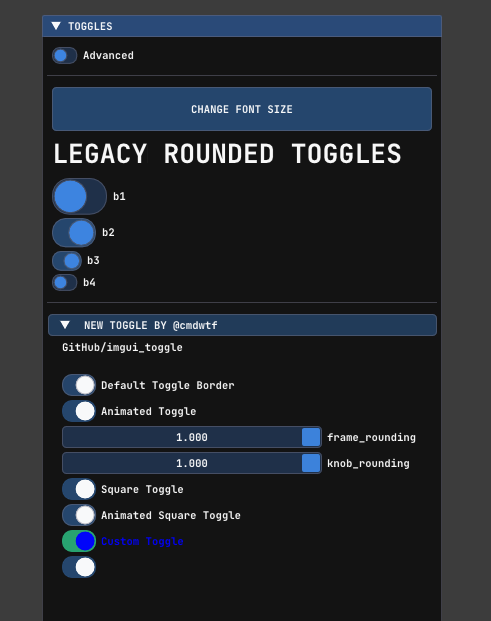 TOGGLES
Advanced
CHANGE FONT SIZE
LEGACY ROUNDED TOGGLES
b1
b2
b3
b4
NEW TOGGLE BY @cmdwtf
GitHub/imgui_toggle
Default Toggle Border
Animated Toggle
1.000 frame_rounding
1.000 knob_rounding
Square Toggle
Animated Square Toggle
Custom Toggle